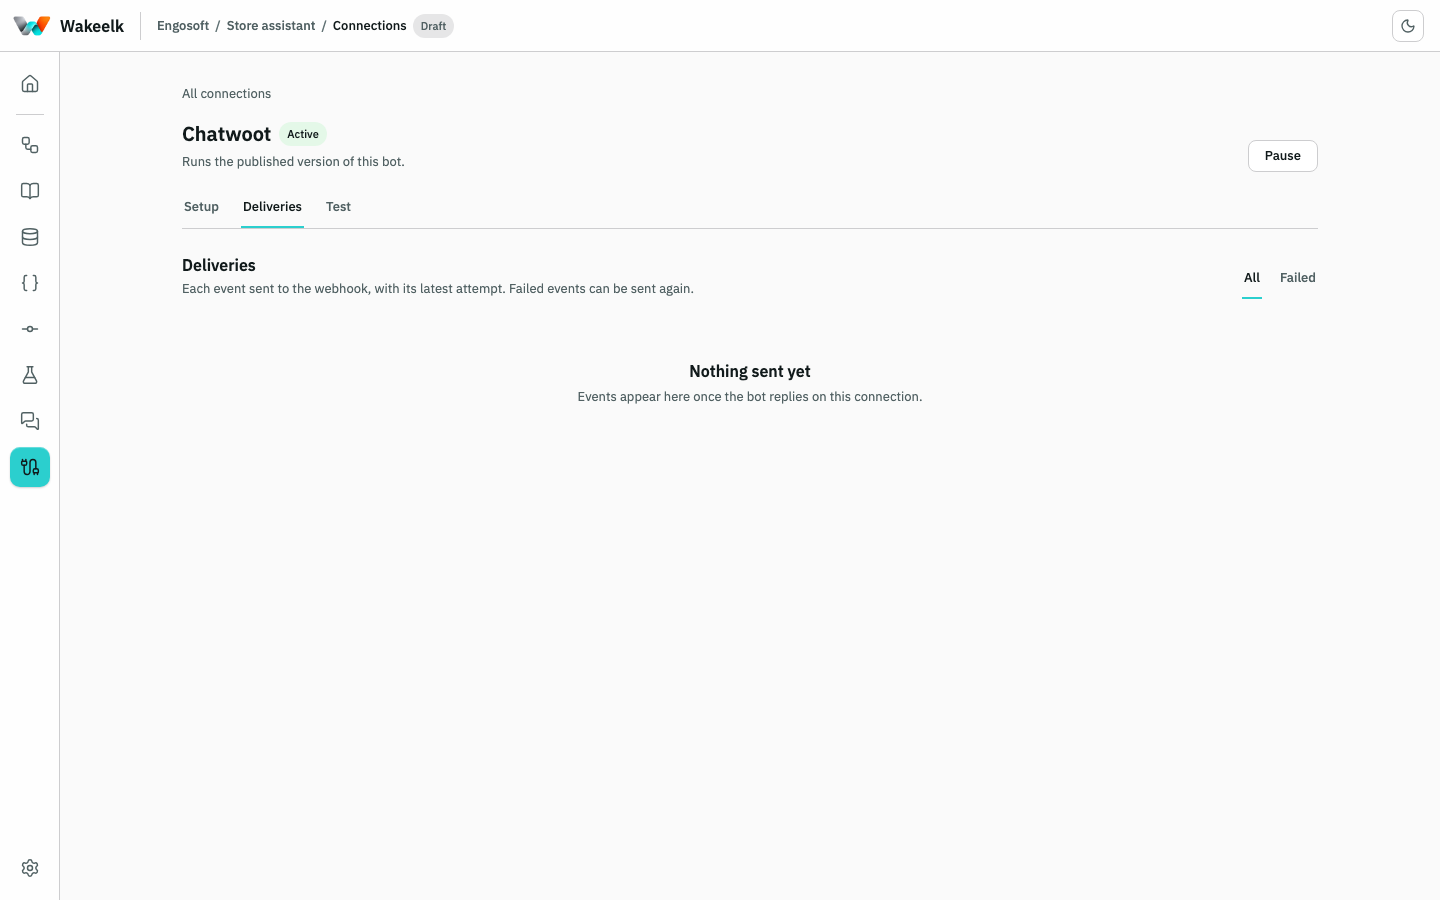 Wakeelk
Engosoft / Store assistant / Connections Draft
All connections
Chatwoot Active
Runs the published version of this bot.
Pause
Setup Deliveries Test
Deliveries
Each event sent to the webhook, with its latest attempt. Failed events can be sent again.
All Failed
Nothing sent yet
Events appear here once the bot replies on this connection.